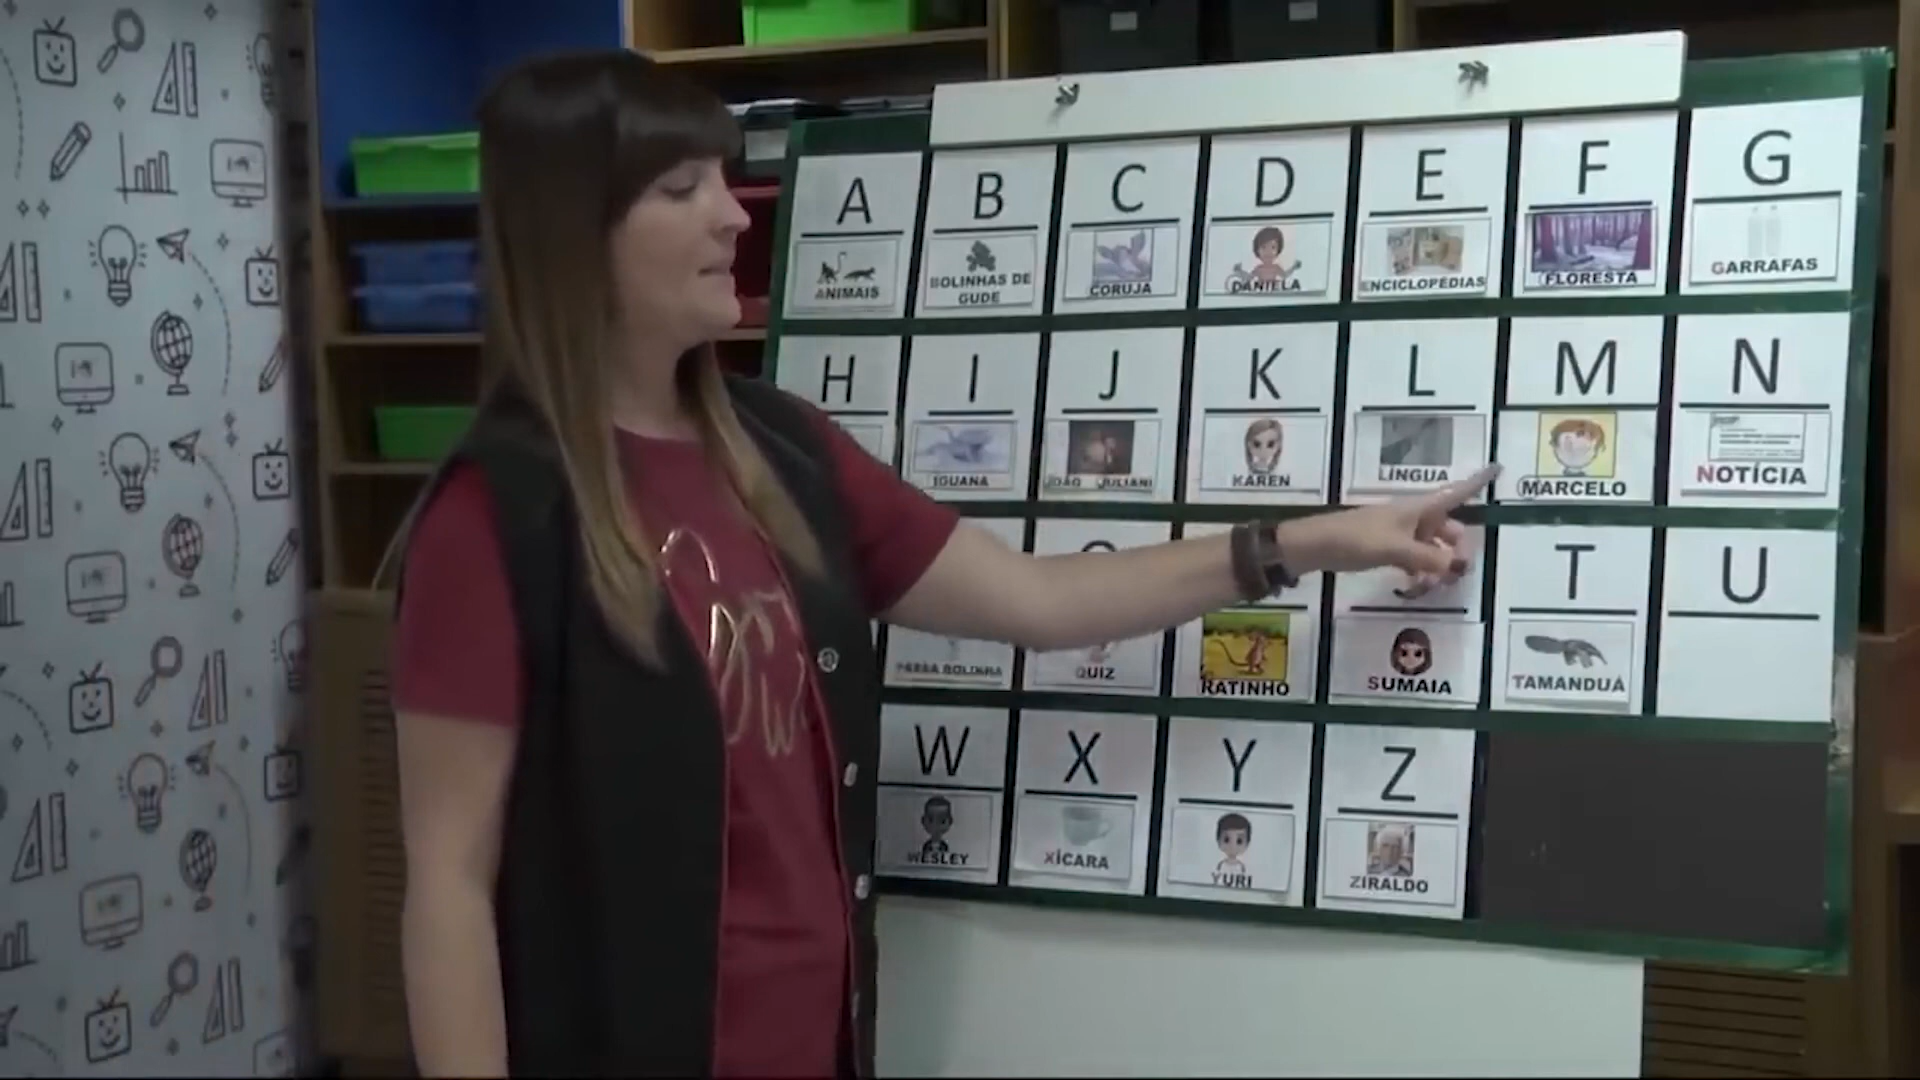 A
B
C
D
E
F
G
ANIMAIS
BOLINHAS DE
GUDE
CORUJA
DANIELA
ENCICLOPÉDIAS
FLORESTA
GARRAFAS
H
I
J
K
L
M
N
IGUANA
JOÃO JULIANI
KAREN
LÍNGUA
MARCELO
NOTÍCIA
T
U
QUIZ
RATINHO
SUMAIA
TAMANDUÁ
W
X
Y
Z
WESLEY
XÍCARA
YURI
ZIRALDO